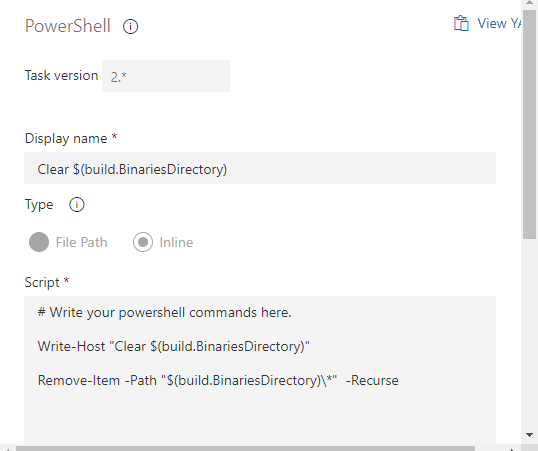 PowerShell
View YA
Task version 2.*
Display name *
Clear $(build.BinariesDirectory)
Type
File Path Inline
Script *
# Write your powershell commands here.
Write-Host "Clear $(build.BinariesDirectory)"
Remove-Item -Path "$(build.BinariesDirectory)\*"  -Recurse